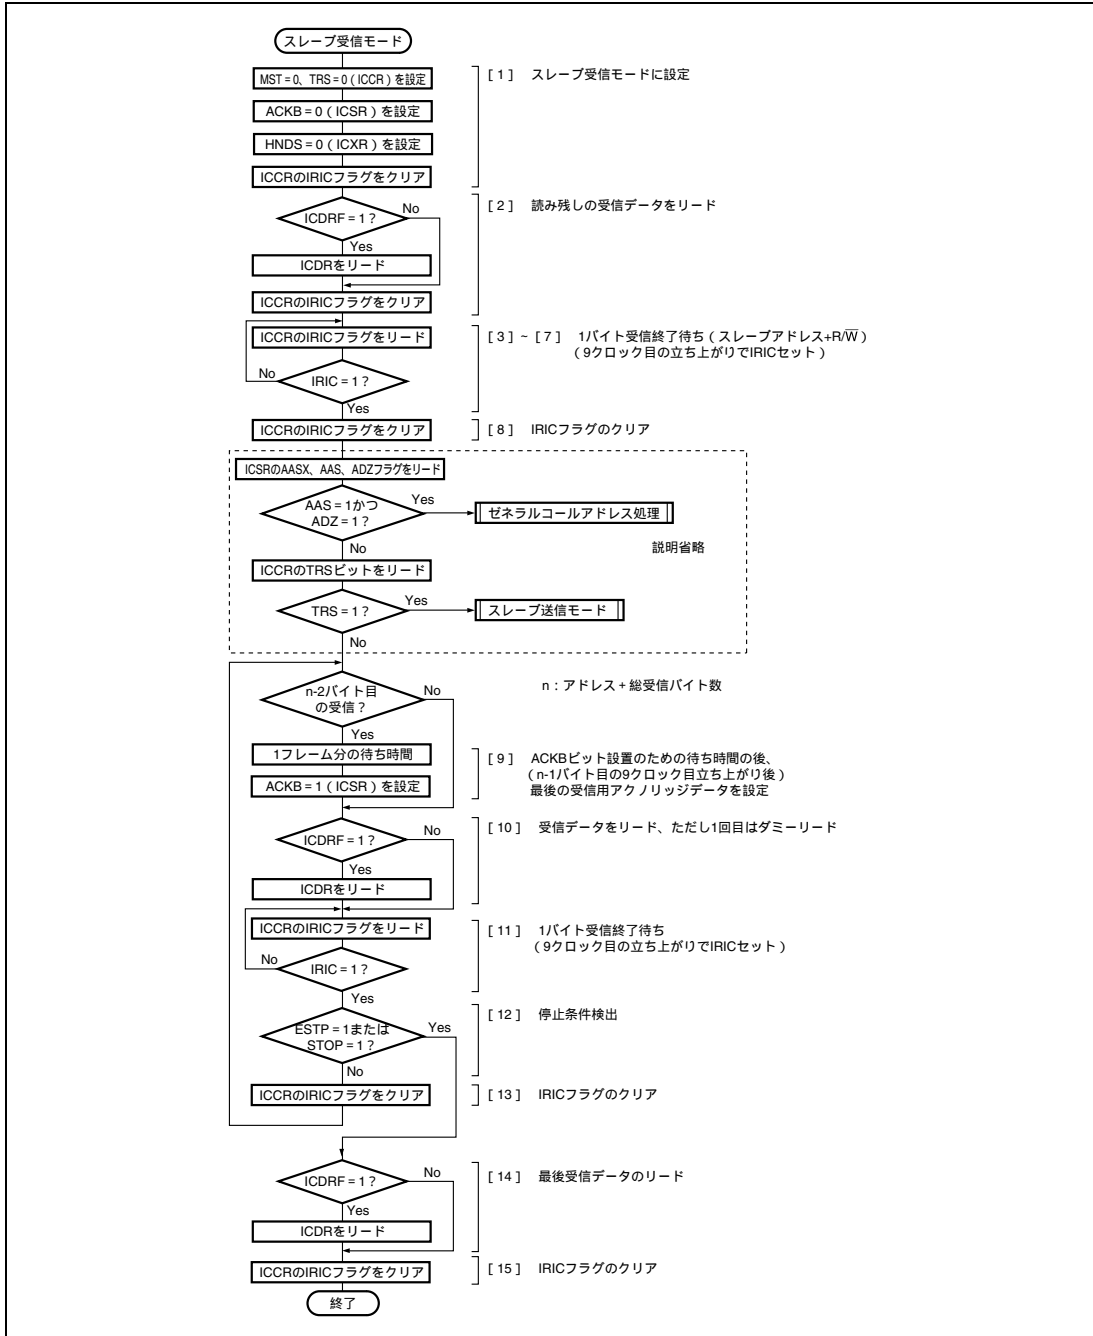 スレーブ受信モード
MST = 0、TRS = 0 ( ICCR ) を設定
[ 1 ] スレーブ受信モードに設定
ACKB = 0 ( ICSR ) を設定
HNDS = 0 ( ICXR ) を設定
ICCRのIRICフラグをクリア
ICDRF = 1 ?
No
[ 2 ] 読み残しの受信データをリード
Yes
ICDRをリード
ICCRのIRICフラグをクリア
ICCRのIRICフラグをリード
[ 3 ] ~ [ 7 ] 1バイト受信終了待ち ( スレーブアドレス+R/W̅ )
( 9クロック目の立ち上がりでIRICセット )
No
IRIC = 1 ?
Yes
ICCRのIRICフラグをクリア
[ 8 ] IRICフラグのクリア
ICSRのAASX、AAS、ADZフラグをリード
AAS = 1かつ
ADZ = 1 ?
Yes
ゼネラルコールアドレス処理
No
説明省略
ICCRのTRSビットをリード
TRS = 1 ?
Yes
スレーブ送信モード
No
n-2バイト目
の受信 ?
No
n : アドレス + 総受信バイト数
Yes
1フレーム分の待ち時間
[ 9 ] ACKBビット設置のための待ち時間の後、
( n-1バイト目の9クロック目立ち上がり後 )
最後の受信用アクノリッジデータを設定
ACKB = 1 ( ICSR ) を設定
ICDRF = 1 ?
No
[ 10 ] 受信データをリード、ただし1回目はダミーリード
Yes
ICDRをリード
ICCRのIRICフラグをリード
[ 11 ] 1バイト受信終了待ち
( 9クロック目の立ち上がりでIRICセット )
No
IRIC = 1 ?
Yes
ESTP = 1または
STOP = 1 ?
Yes
[ 12 ] 停止条件検出
No
ICCRのIRICフラグをクリア
[ 13 ] IRICフラグのクリア
ICDRF = 1 ?
No
[ 14 ] 最後受信データのリード
Yes
ICDRをリード
ICCRのIRICフラグをクリア
[ 15 ] IRICフラグのクリア
終了